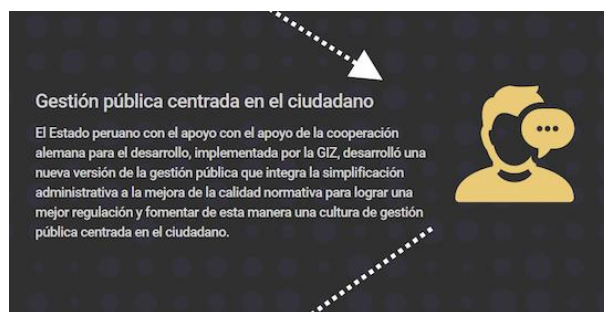 Gestión pública centrada en el ciudadano
El Estado peruano con el apoyo con el apoyo de la cooperación
alemana para el desarrollo, implementada por la GIZ, desarrolló una
nueva versión de la gestión pública que integra la simplificación
administrativa a la mejora de la calidad normativa para lograr una
mejor regulación y fomentar de esta manera una cultura de gestión
pública centrada en el ciudadano.